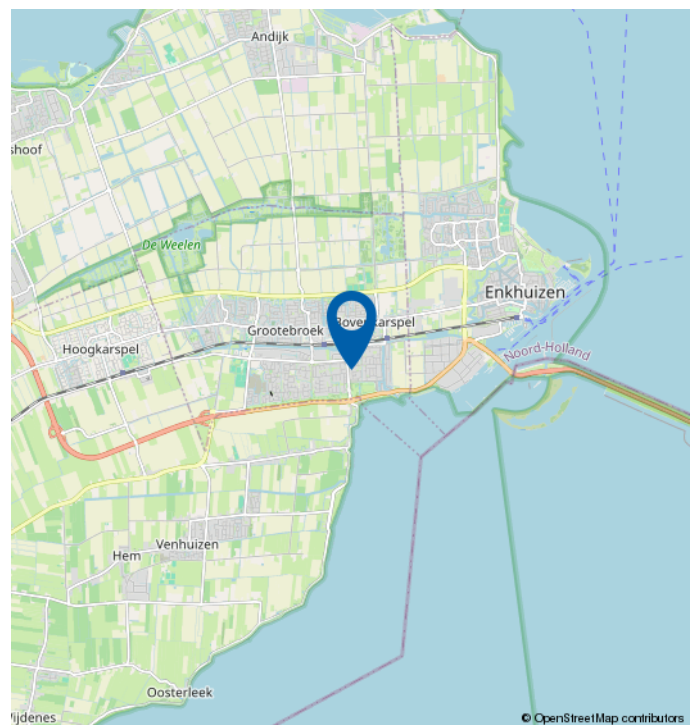 Andijk
shoof
De Weelen
Enkhuizen
Bovenkarspel
Grootebroek
Hoogkarspel
Noord-Holland
Venhuizen
Hem
Oosterleek
Wijdenes
© OpenStreetMap contributors